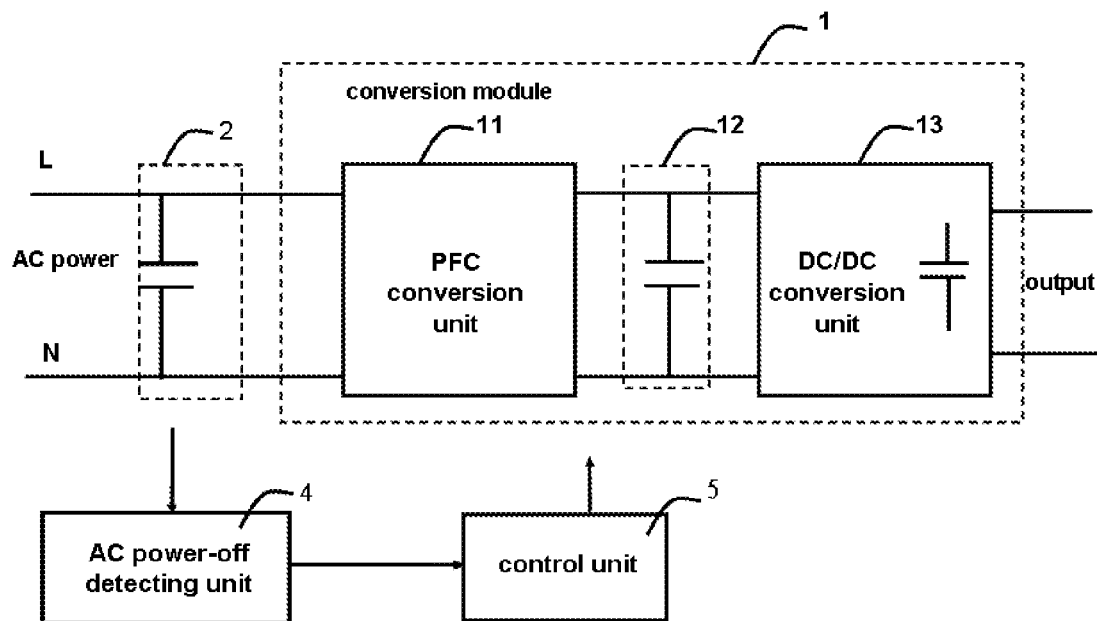 1
conversion module
2
11
12
13
L
AC power
PFC
conversion
unit
DC/DC
conversion
unit
output
N
4
5
AC power-off
detecting unit
control unit